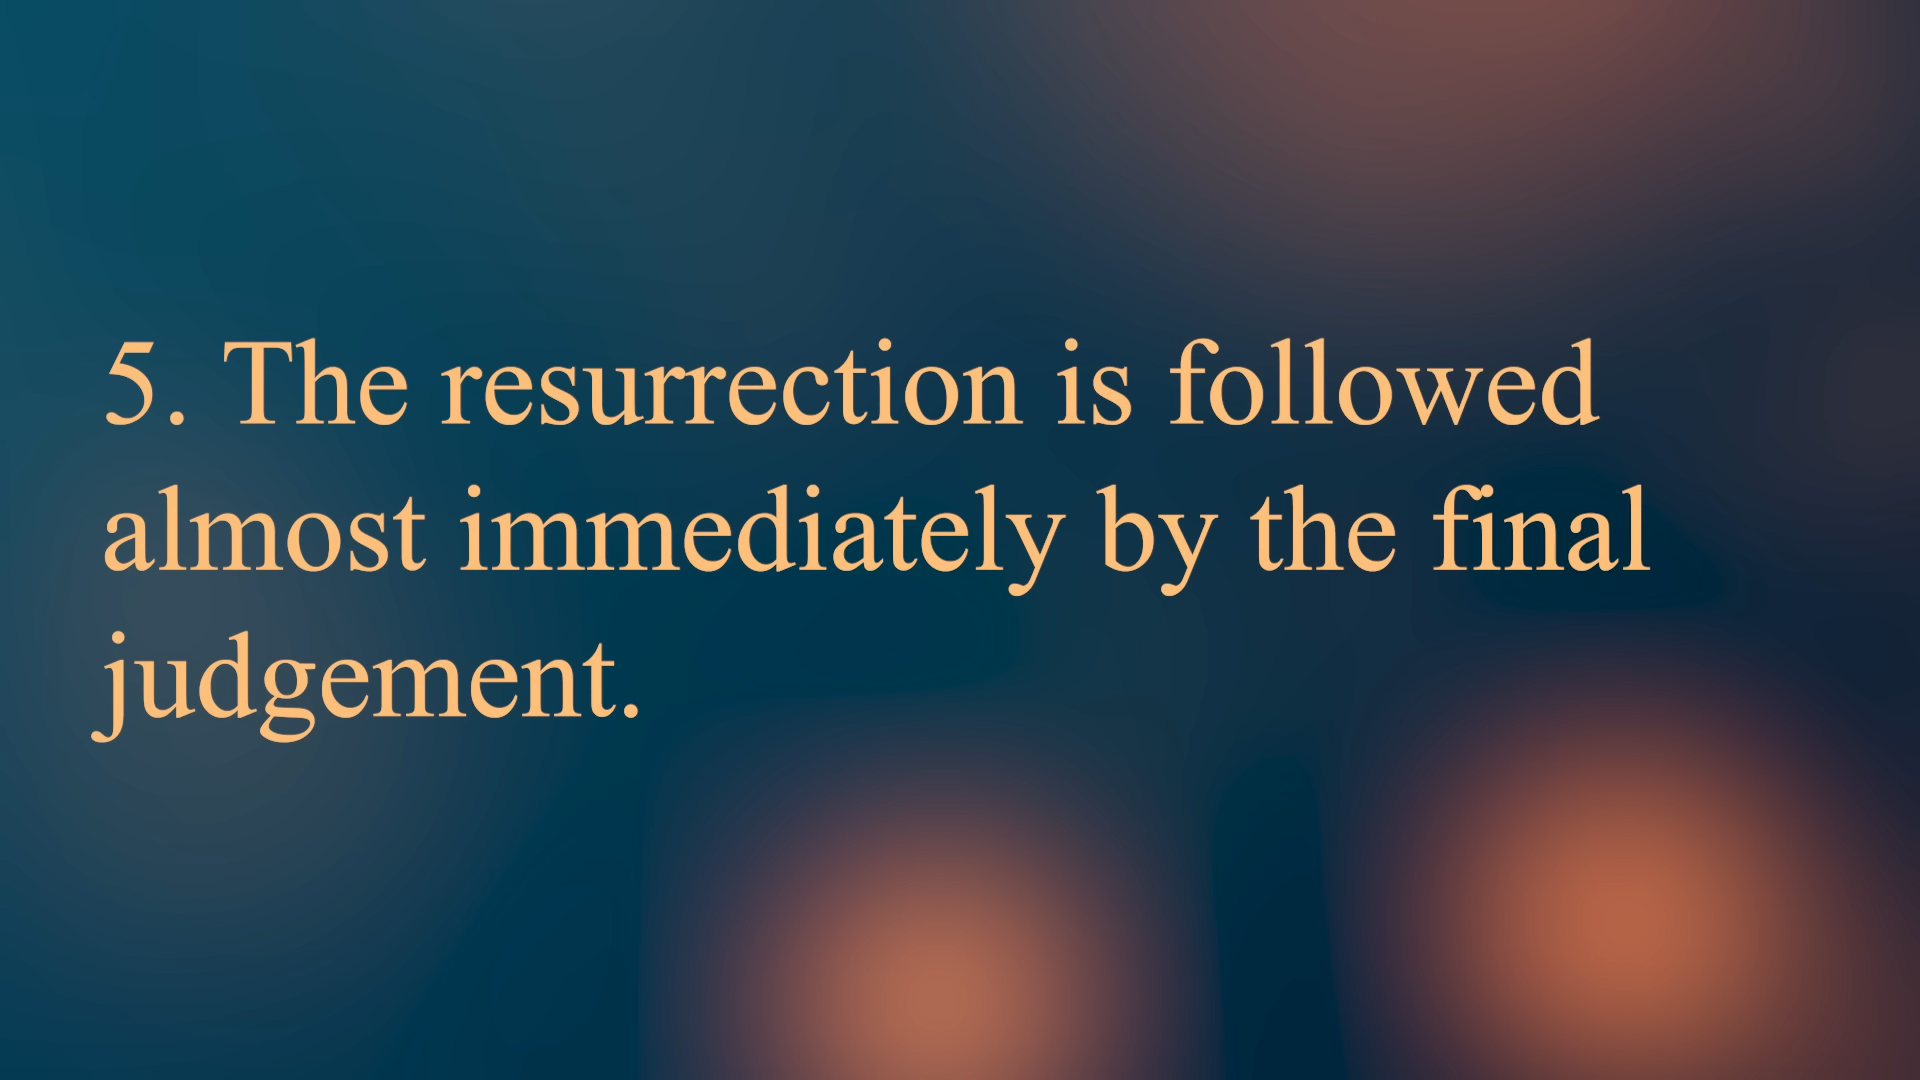 5. The resurrection is followed
almost immediately by the final
judgement.